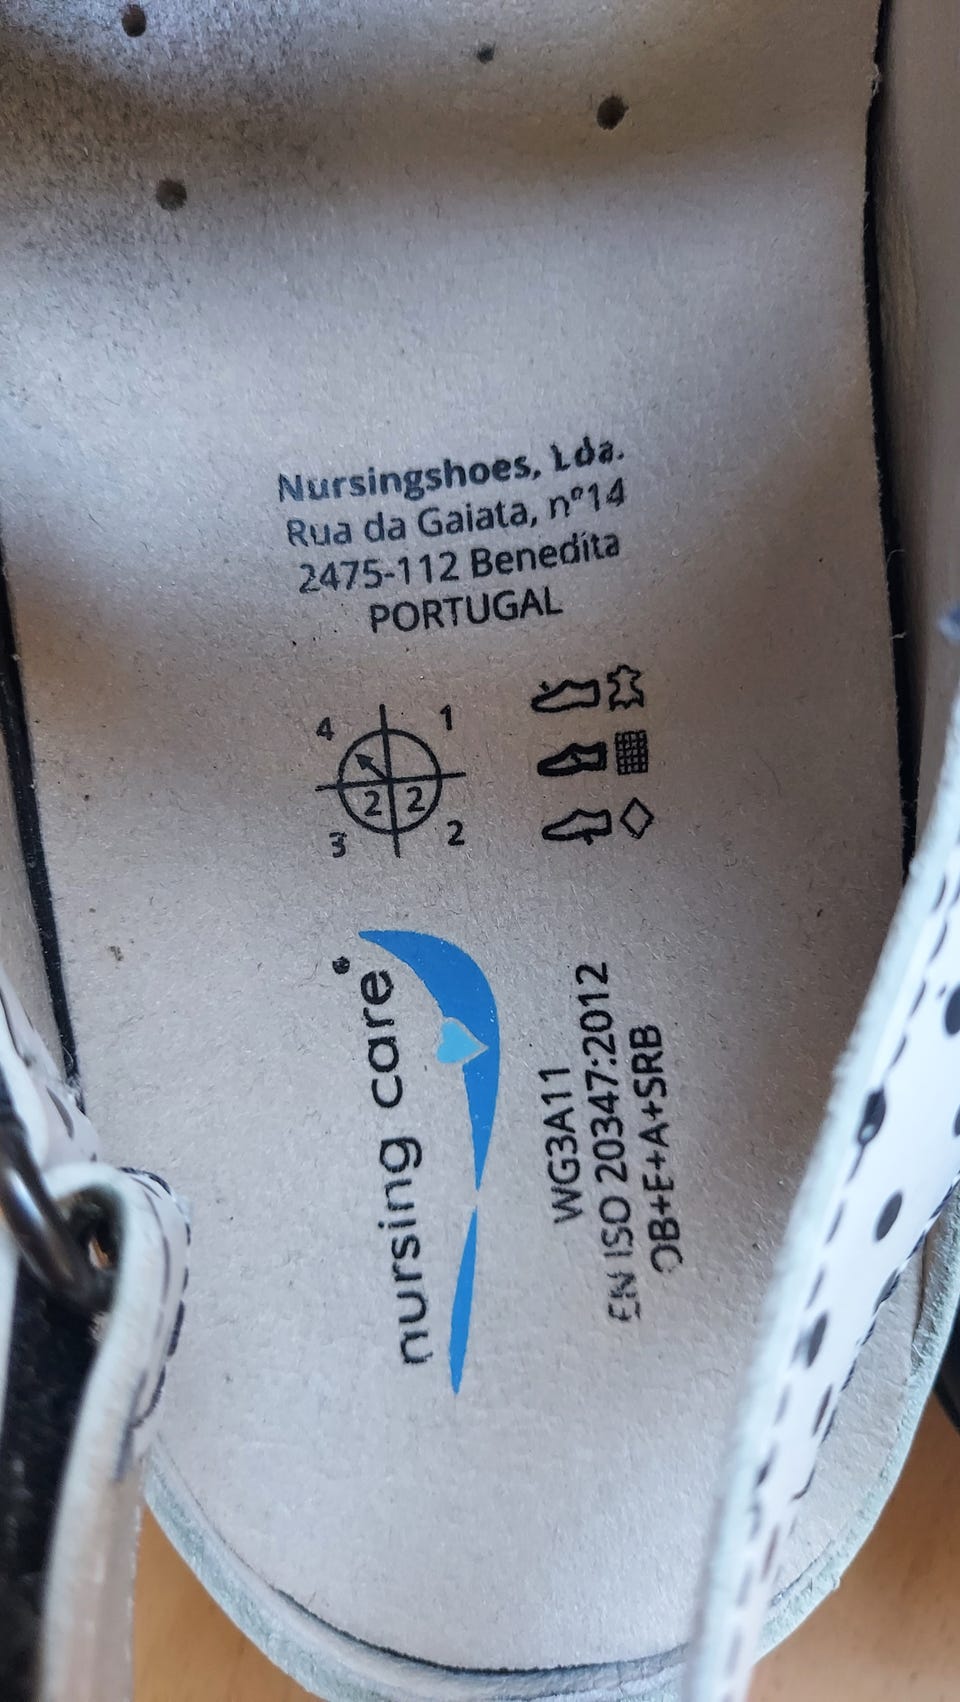 Nursingshoes, Lda.
Rua da Gaiata, nº14
2475-112 Benedita
PORTUGAL
4 1
2 2
3 2
nursing care
WG3A11
EN ISO 20347:2012
OB+E+A+SRB